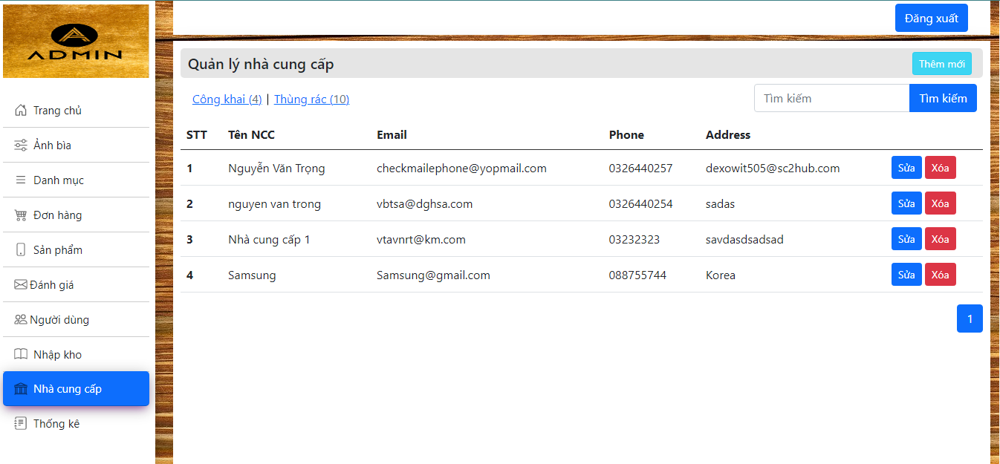 ADMIN
Đăng xuất
Trang chủ
Ảnh bìa
Danh mục
Đơn hàng
Sản phẩm
Đánh giá
Người dùng
Nhập kho
Nhà cung cấp
Thống kê
Quản lý nhà cung cấp Thêm mới
Công khai (4) | Thùng rác (10) Tìm kiếm Tìm kiếm
STT Tên NCC Email Phone Address
1 Nguyễn Văn Trọng checkmailephone@yopmail.com 0326440257 dexowit505@sc2hub.com Sửa Xóa
2 nguyen van trong vbtsa@dghsa.com 0326440254 sadas Sửa Xóa
3 Nhà cung cấp 1 vtavnrt@km.com 03232323 savdasdsadsad Sửa Xóa
4 Samsung Samsung@gmail.com 088755744 Korea Sửa Xóa
1